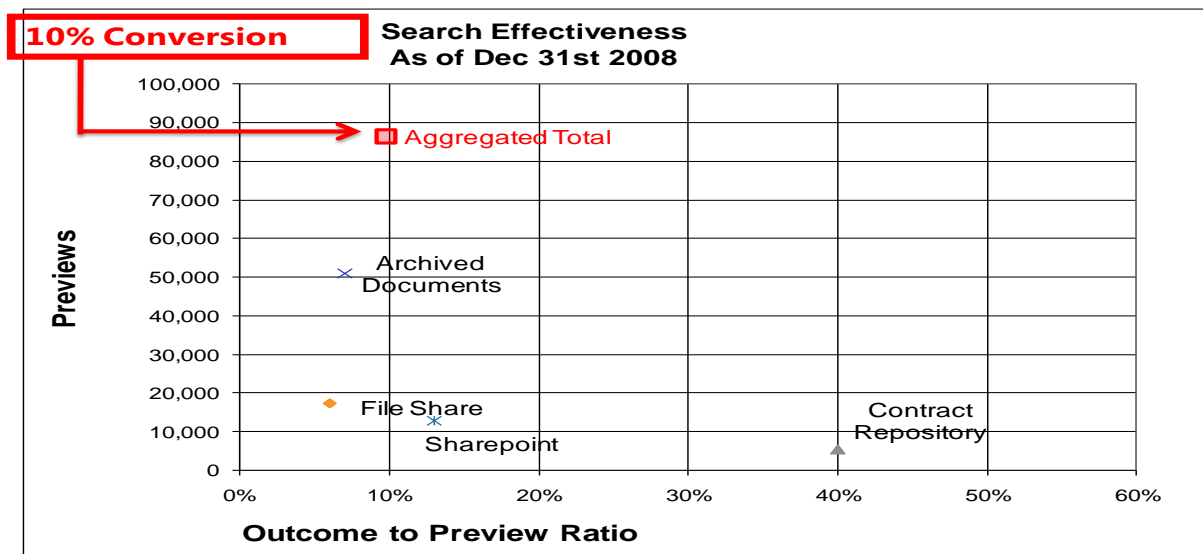 10% Conversion
Search Effectiveness
As of Dec 31st 2008
Previews
100,000
90,000
80,000
70,000
60,000
50,000
40,000
30,000
20,000
10,000
0
Aggregated Total
Archived
Documents
File Share
Sharepoint
Contract
Repository
0%
10%
20%
30%
40%
50%
60%
Outcome to Preview Ratio